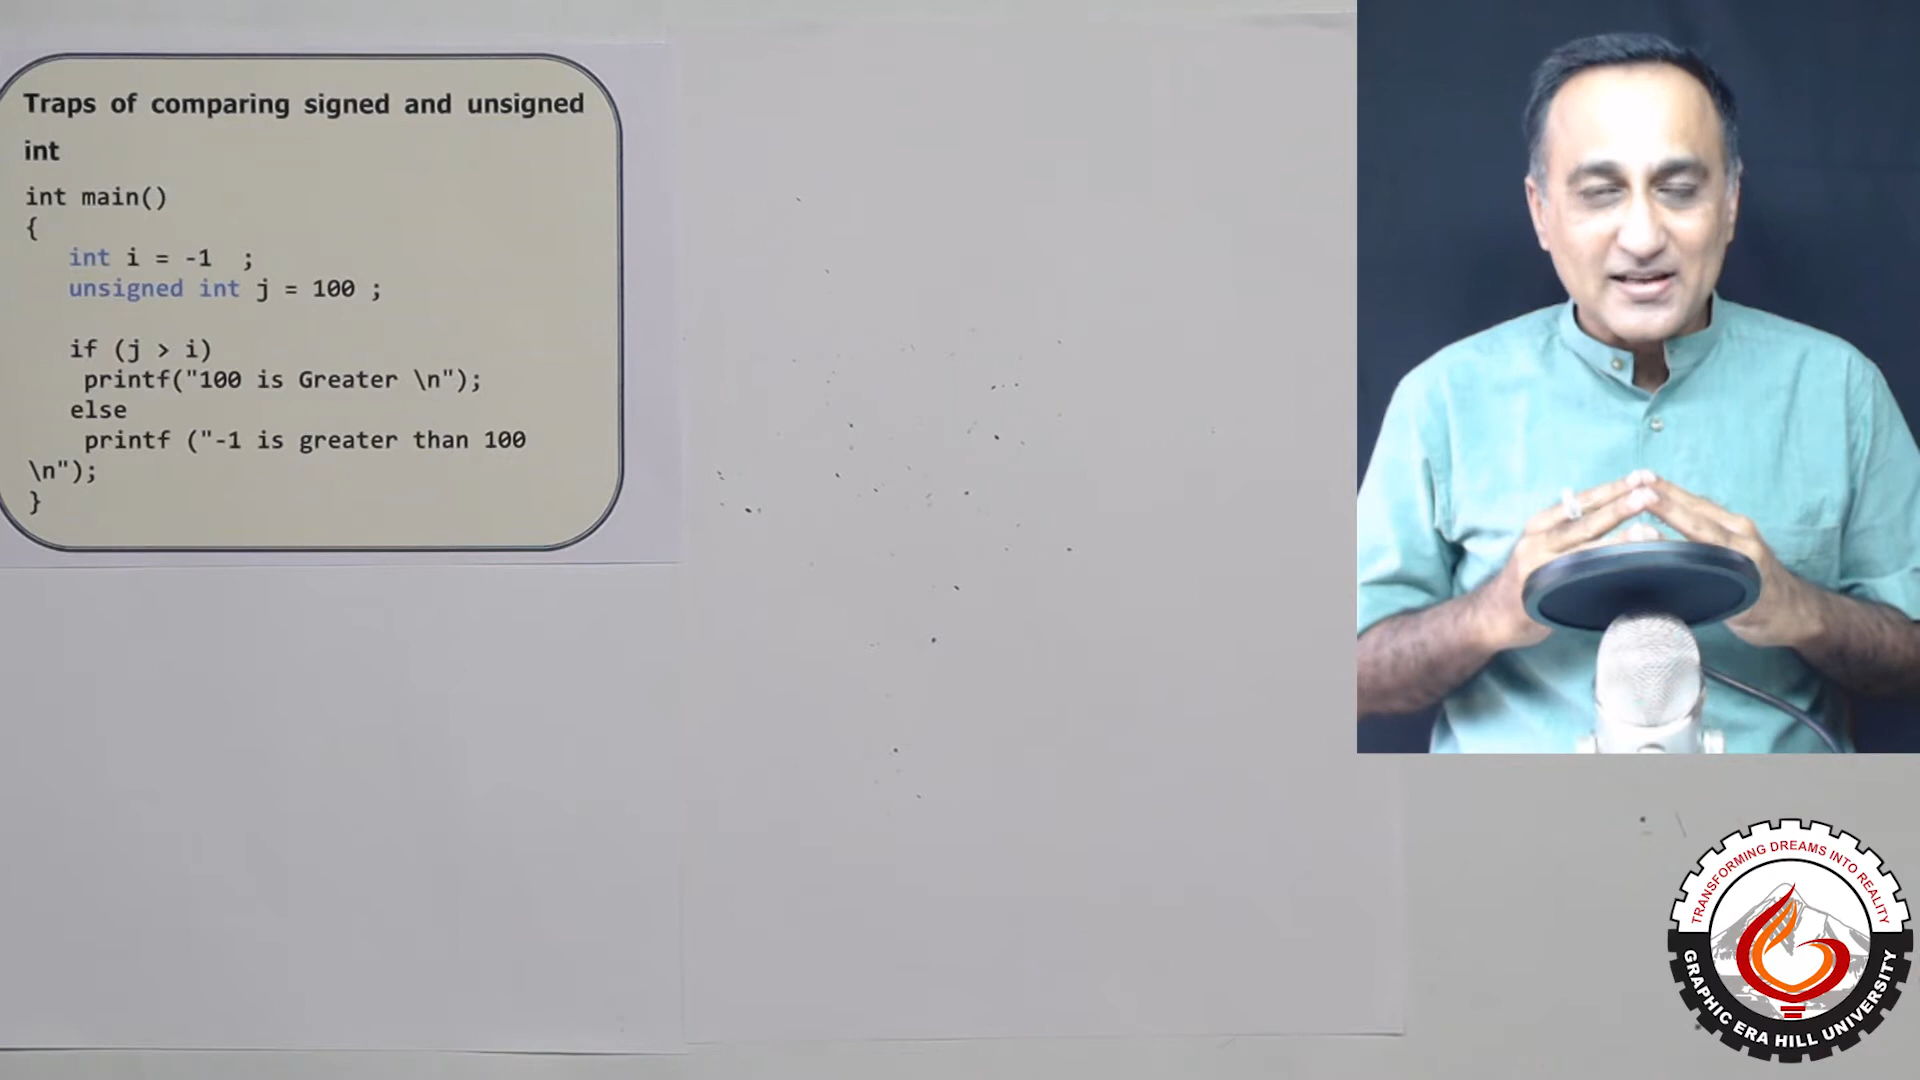 Traps of comparing signed and unsigned
int
int main()
{
int i = -1 ;
unsigned int j = 100 ;
if (j > i)
printf("100 is Greater \n");
else
printf ("-1 is greater than 100
\n");
}
TRANSFORMING DREAMS INTO REALITY
GRAPHIC ERA HILL UNIVERSITY